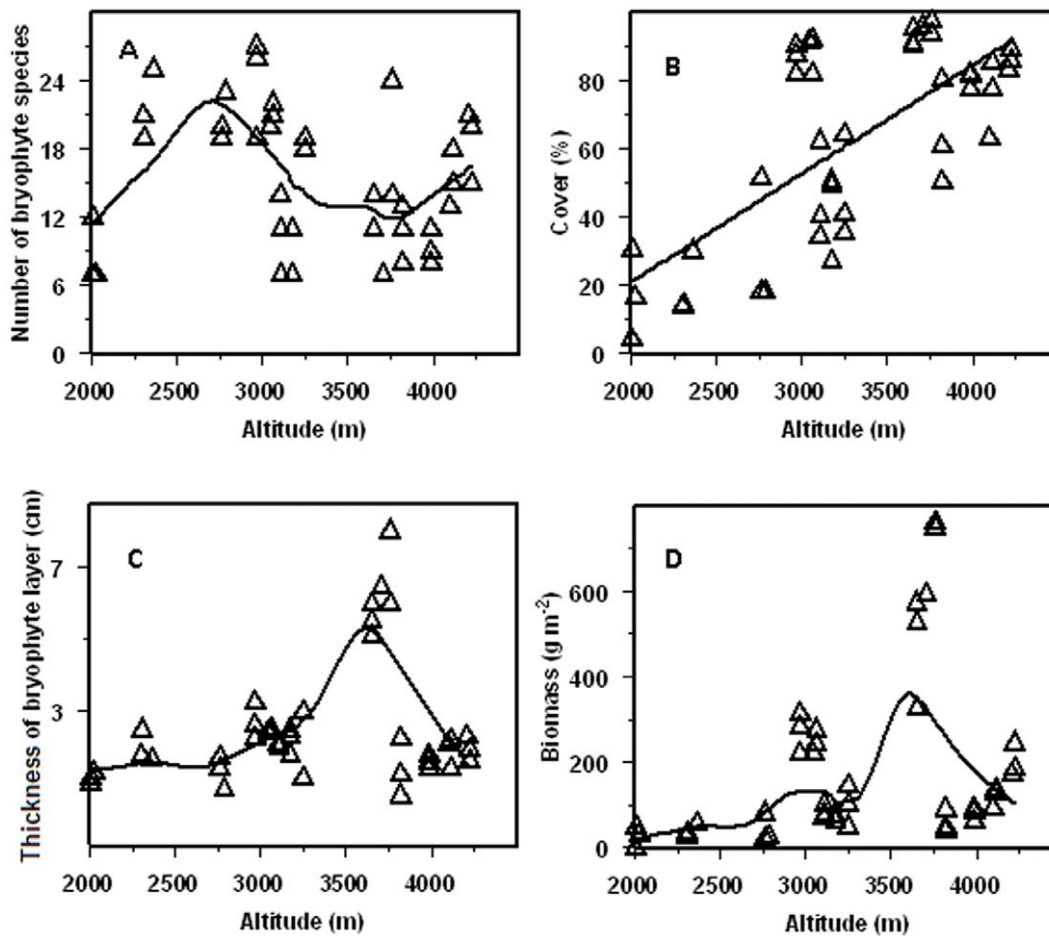 A
Number of bryophyte species
24
18
12
6
0
2000 2500 3000 3500 4000
Altitude (m)
B
Cover (%)
80
60
40
20
0
2000 2500 3000 3500 4000
Altitude (m)
C
Thickness of bryophyte layer (cm)
7
3
2000 2500 3000 3500 4000
Altitude (m)
D
Biomass (g m-2)
600
400
200
0
2000 2500 3000 3500 4000
Altitude (m)